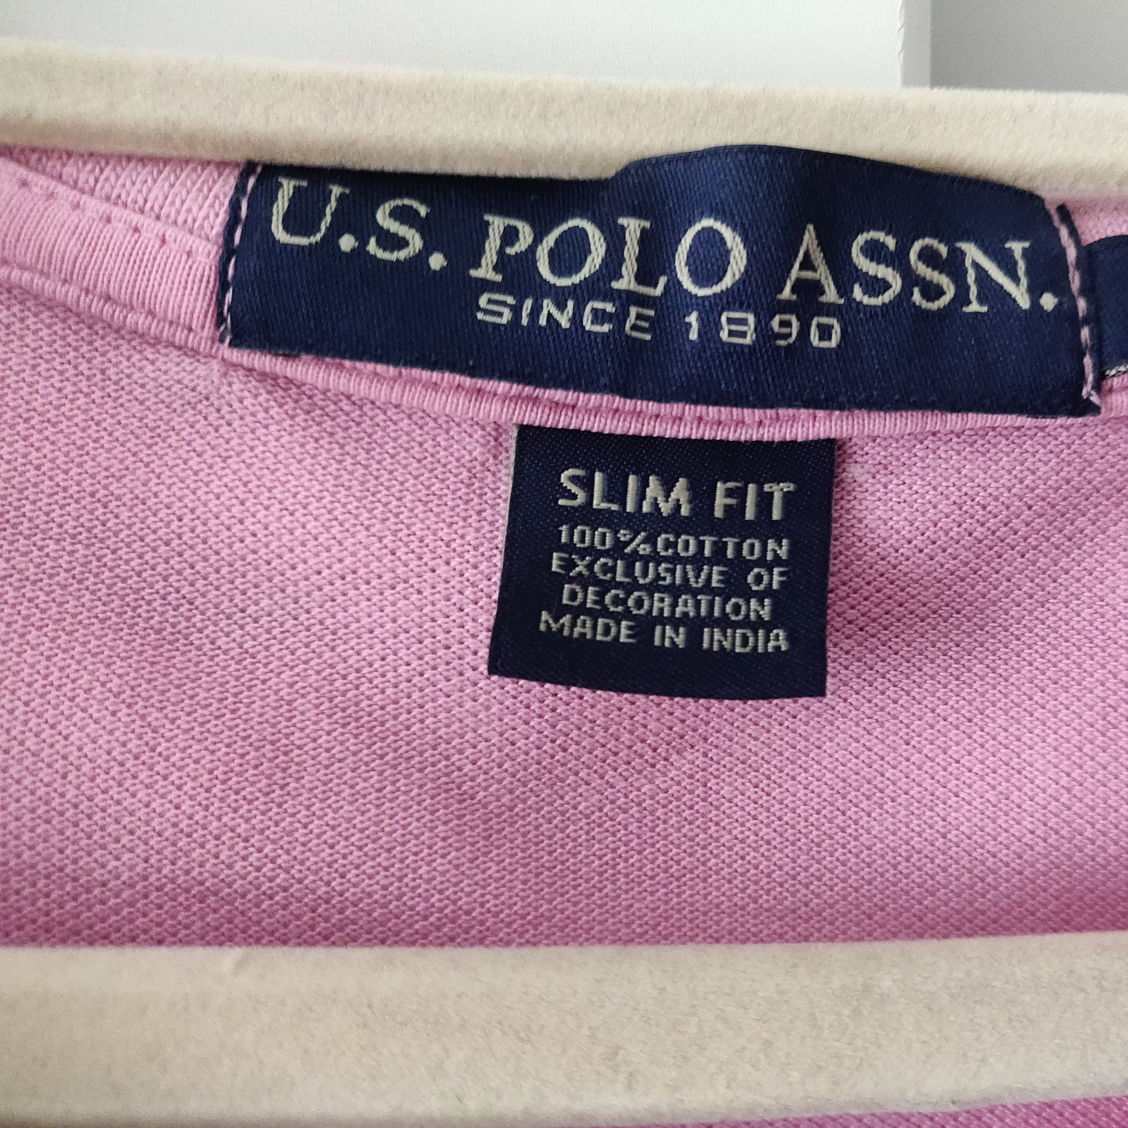 U.S. POLO ASSN.
SINCE 1890
SLIM FIT
100% COTTON
EXCLUSIVE OF
DECORATION
MADE IN INDIA